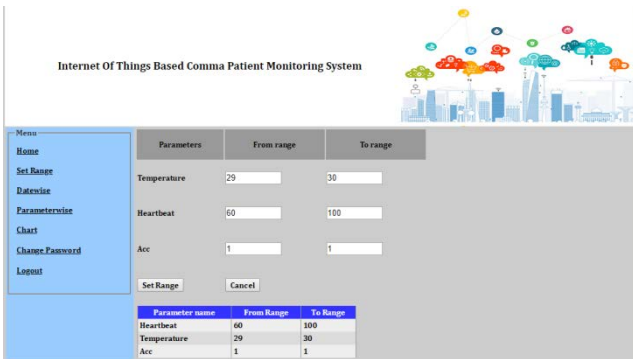 Internet Of Things Based Comma Patient Monitoring System
Menu
Home
Set Range
Datewise
Parameterwise
Chart
Change Password
Logout
Parameters From range To range
Temperature 29 30
Heartbeat 60 100
Acc 1 1
Set Range Cancel
Parameter name From Range To Range
Heartbeat 60 100
Temperature 29 30
Acc 1 1